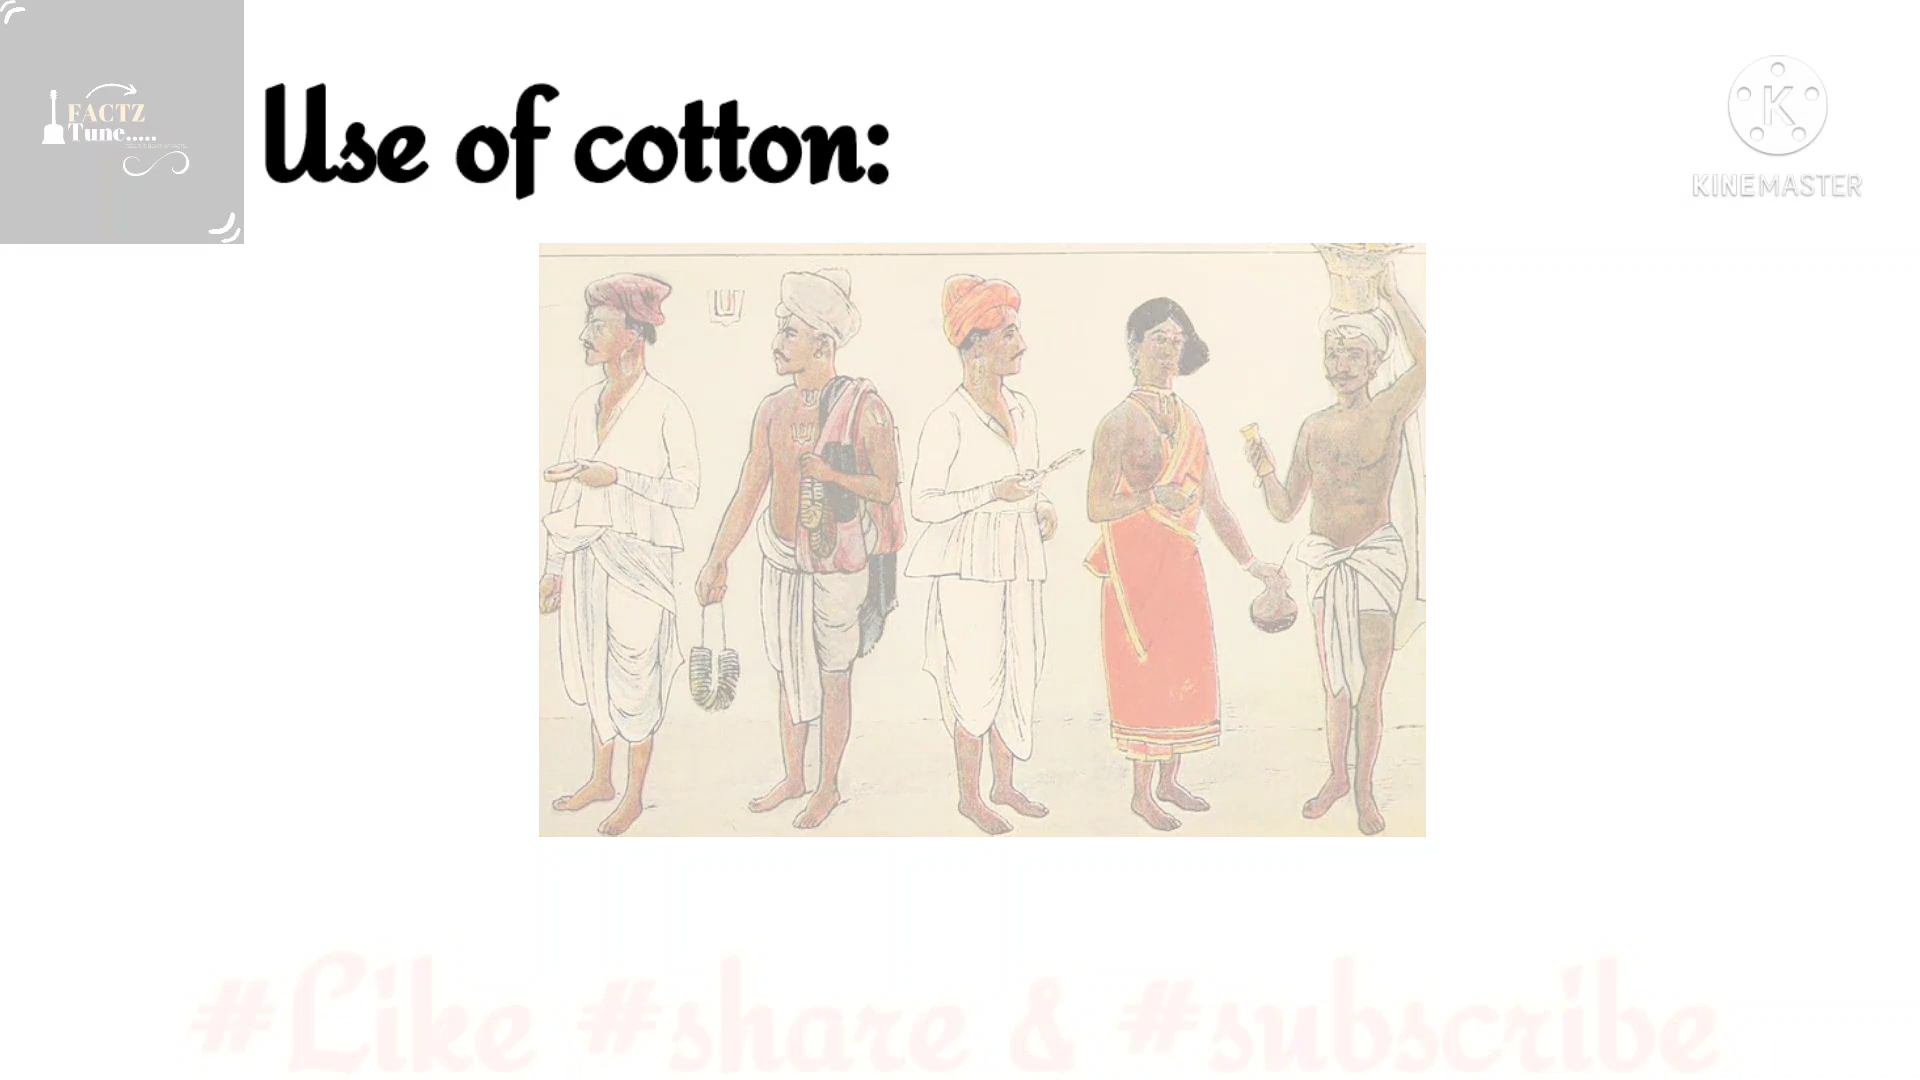 FACTZ
Tune.....
Use of cotton:
K
KINEMASTER
#Like #share & #subscribe